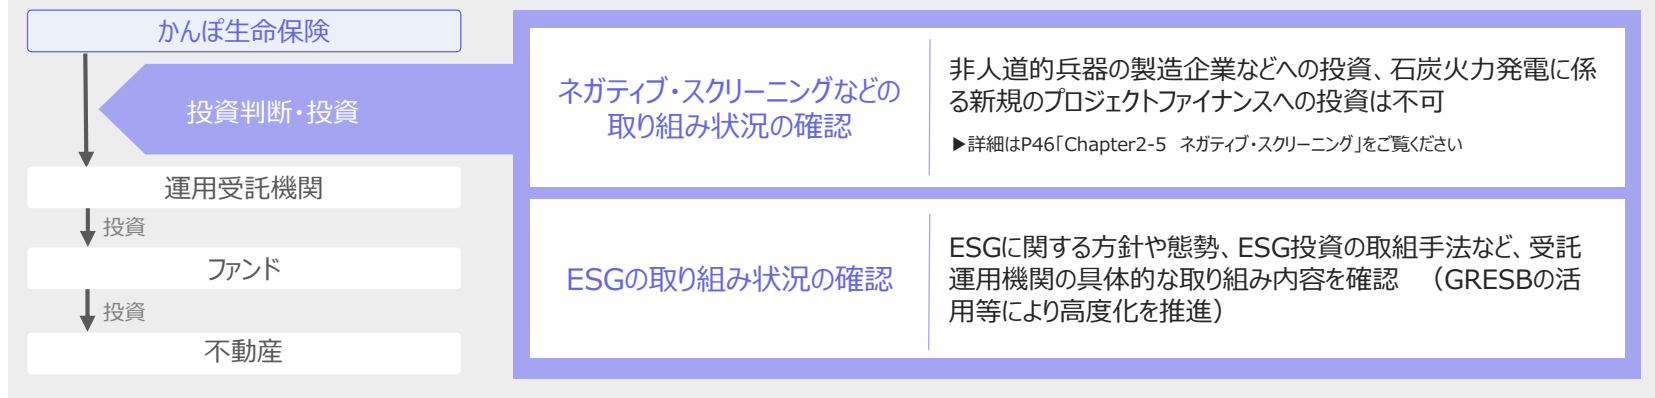 かんぽ生命保険
投資判断・投資
運用受託機関
投資
ファンド
投資
不動産
ネガティブ・スクリーニングなどの
取り組み状況の確認
非人道的兵器の製造企業などへの投資、石炭火力発電に係
る新規のプロジェクトファイナンスへの投資は不可
▶詳細はP46「Chapter2-5 ネガティブ・スクリーニング」をご覧ください
ESGの取り組み状況の確認
ESGに関する方針や態勢、ESG投資の取組手法など、受託
運用機関の具体的な取り組み内容を確認 （GRESBの活
用等により高度化を推進）